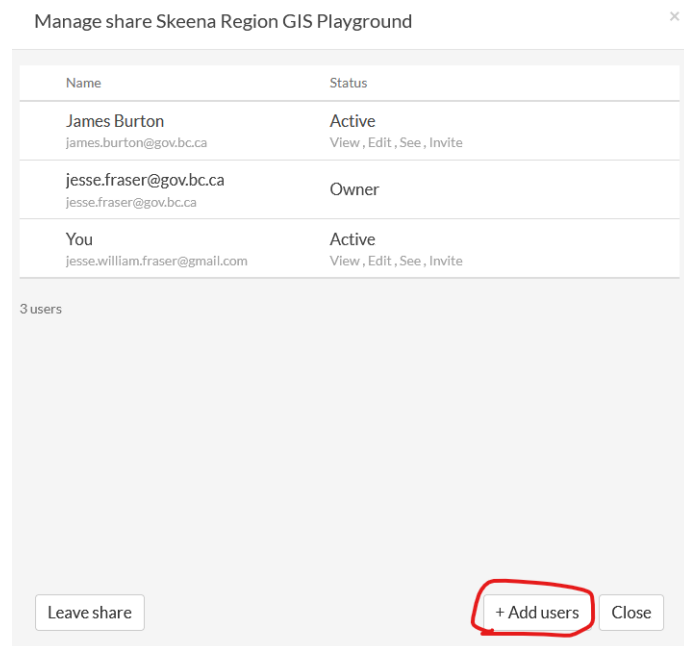 Manage share Skeena Region GIS Playground
×
Name Status
James Burton Active
james.burton@gov.bc.ca View , Edit , See , Invite
jesse.fraser@gov.bc.ca Owner
jesse.fraser@gov.bc.ca
You Active
jesse.william.fraser@gmail.com View , Edit , See , Invite
3 users
Leave share + Add users Close